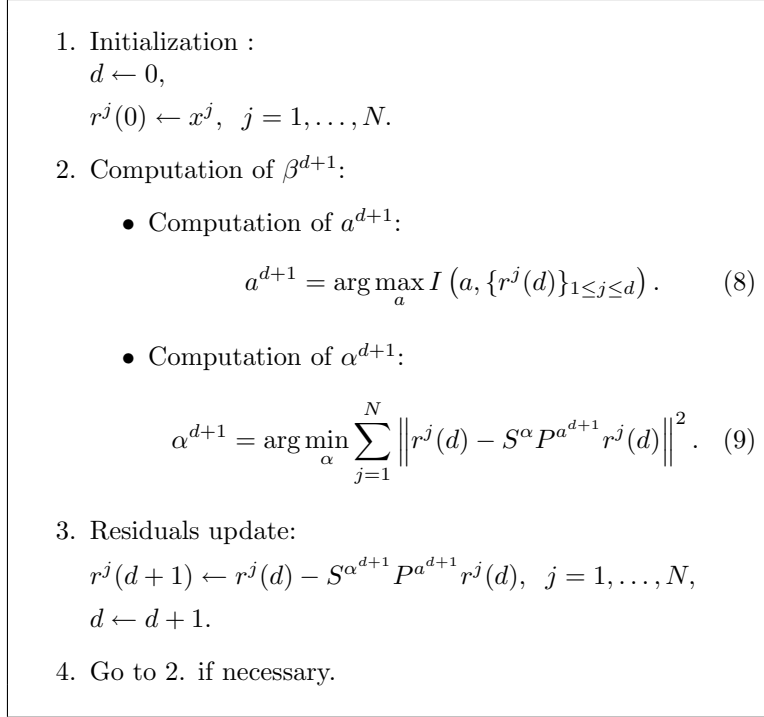 1. Initialization :
d ← 0,
r^j(0) ← x^j, j = 1, . . . , N.
2. Computation of β^{d+1}:
• Computation of a^{d+1}:
a^{d+1} = arg max_a I (a, {r^j(d)}_{1≤j≤d}) . (8)
• Computation of α^{d+1}:
α^{d+1} = arg min_α ∑_{j=1}^{N} ‖r^j(d) − S^α P^{a^{d+1}} r^j(d)‖^2 . (9)
3. Residuals update:
r^j(d + 1) ← r^j(d) − S^{α^{d+1}} P^{a^{d+1}} r^j(d), j = 1, . . . , N,
d ← d + 1.
4. Go to 2. if necessary.